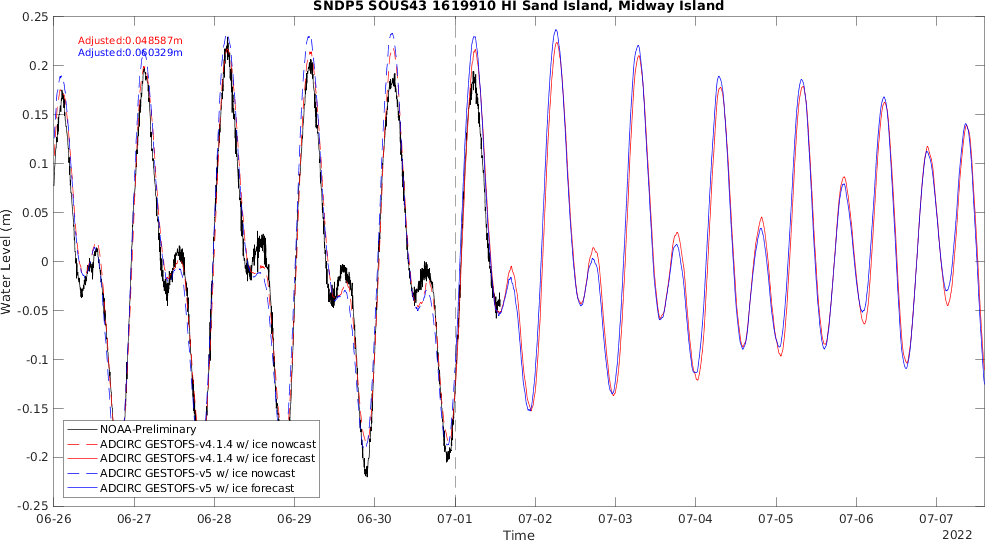 SNDP5 SOUS43 1619910 HI Sand Island, Midway Island
0.25
0.2
0.15
0.1
0.05
0
-0.05
-0.1
-0.15
-0.2
-0.25
Water Level (m)
Adjusted:0.048587m
Adjusted:0.060329m
NOAA-Preliminary
ADCIRC GESTOFS-v4.1.4 w/ ice nowcast
ADCIRC GESTOFS-v4.1.4 w/ ice forecast
ADCIRC GESTOFS-v5 w/ ice nowcast
ADCIRC GESTOFS-v5 w/ ice forecast
06-26 06-27 06-28 06-29 06-30 07-01 07-02 07-03 07-04 07-05 07-06 07-07
Time
2022